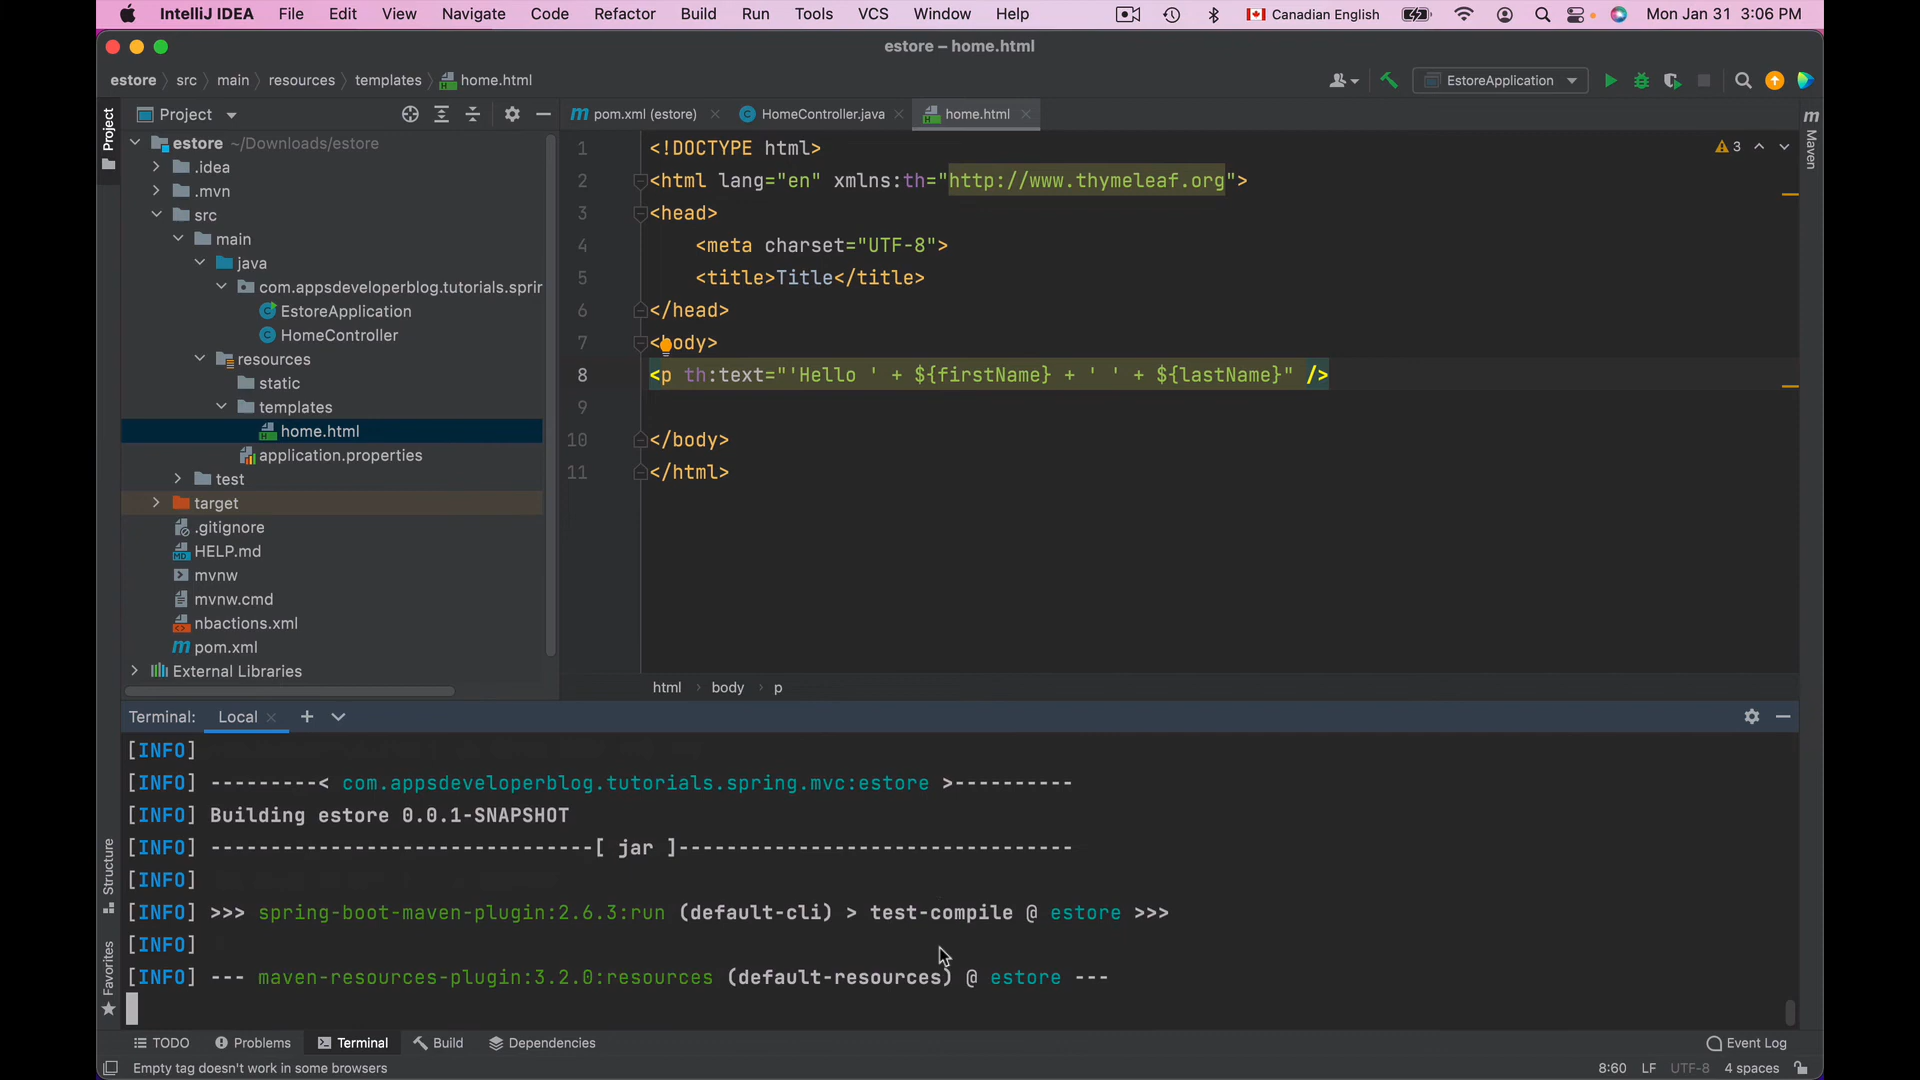 IntelliJ IDEA File Edit View Navigate Code Refactor Build Run Tools VCS Window Help Canadian English Mon Jan 31 3:06 PM
estore – home.html
estore src main resources templates home.html EstoreApplication
Project pom.xml (estore) HomeController.java home.html
Project
Maven
estore ~/Downloads/estore
.idea
.mvn
src
main
java
com.appsdeveloperblog.tutorials.sprir
EstoreApplication
HomeController
resources
static
templates
home.html
application.properties
test
target
.gitignore
HELP.md
mvnw
mvnw.cmd
nbactions.xml
pom.xml
External Libraries
3
1 <!DOCTYPE html>
2 <html lang="en" xmlns:th="http://www.thymeleaf.org">
3 <head>
4 <meta charset="UTF-8">
5 <title>Title</title>
6 </head>
7 <body>
8 <p th:text="'Hello ' + ${firstName} + ' ' + ${lastName}" />
9
10 </body>
11 </html>
html body p
Terminal: Local
[INFO]
[INFO] ---------< com.appsdeveloperblog.tutorials.spring.mvc:estore >----------
[INFO] Building estore 0.0.1-SNAPSHOT
[INFO] --------------------------------[ jar ]---------------------------------
[INFO]
[INFO] >>> spring-boot-maven-plugin:2.6.3:run (default-cli) > test-compile @ estore >>>
[INFO]
[INFO] --- maven-resources-plugin:3.2.0:resources (default-resources) @ estore ---
Structure
Favorites
TODO Problems Terminal Build Dependencies Event Log
Empty tag doesn't work in some browsers 8:60 LF UTF-8 4 spaces